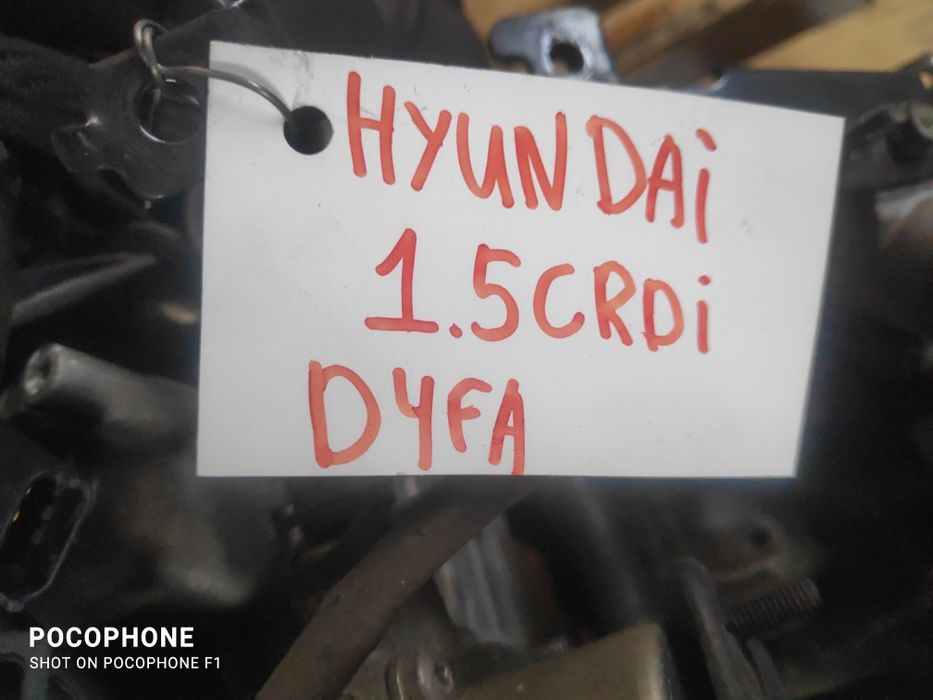 HYUNDAi
1.5CRDi
D4FA
POCOPHONE
SHOT ON POCOPHONE F1